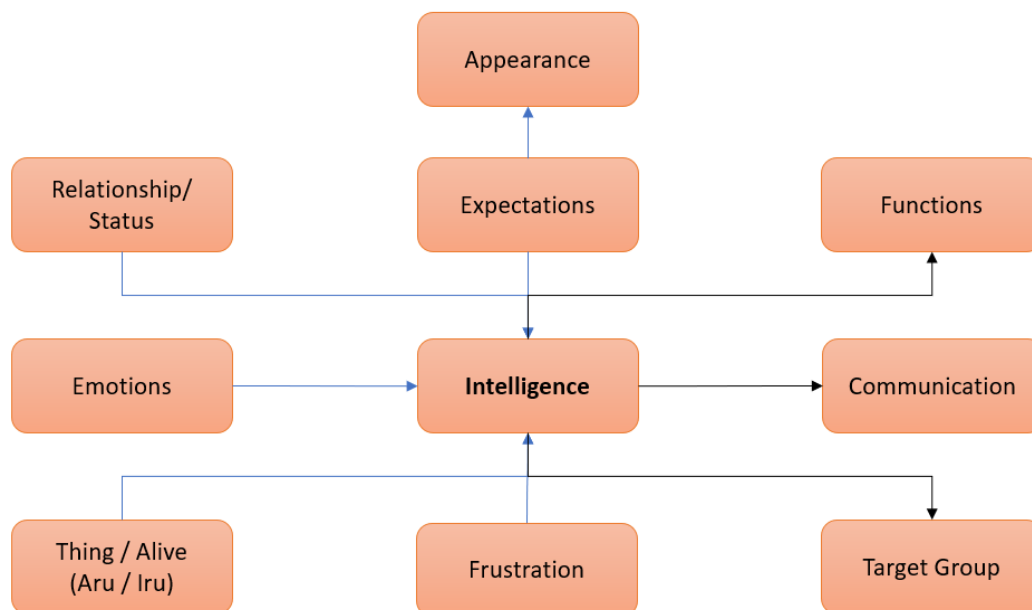 Appearance
Relationship/
Status
Expectations
Functions
Emotions
Intelligence
Communication
Thing / Alive
(Aru / Iru)
Frustration
Target Group